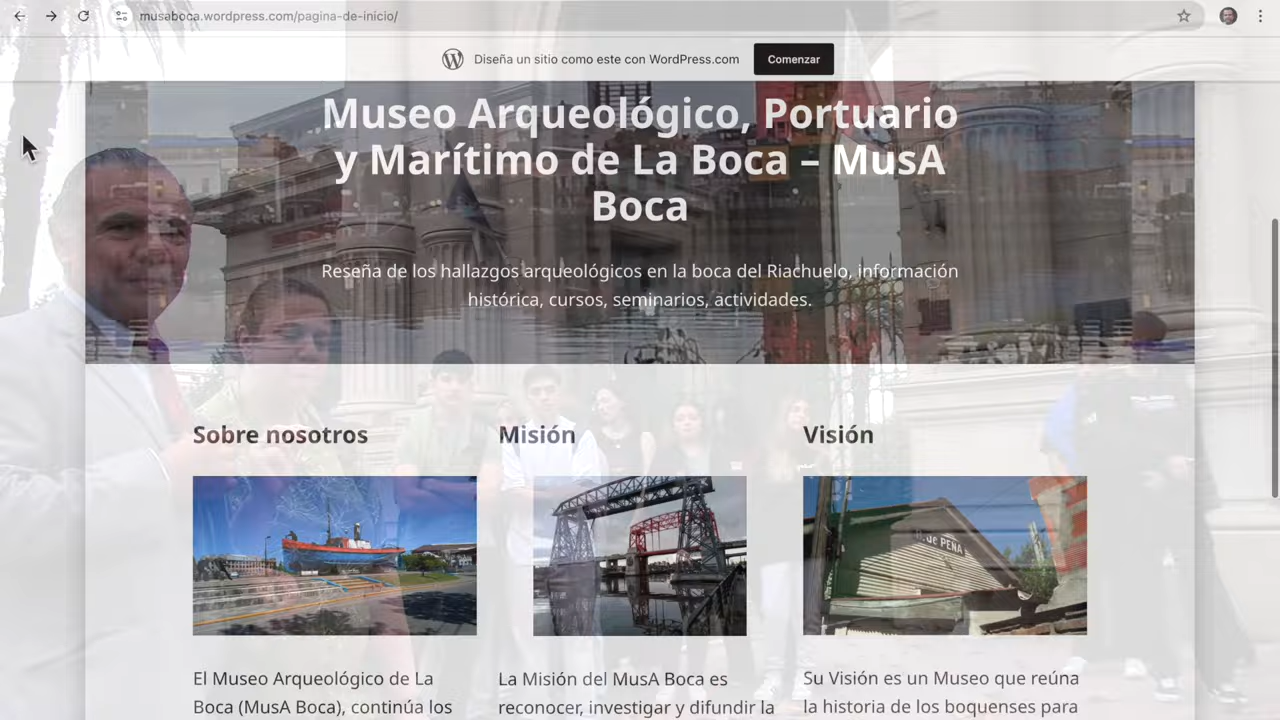 musaboca.wordpress.com/pagina-de-inicio/
Diseña un sitio como este con WordPress.com
Comenzar
Museo Arqueológico, Portuario
y Marítimo de La Boca – MusA
Boca
Reseña de los hallazgos arqueológicos en la boca del Riachuelo, información
histórica, cursos, seminarios, actividades.
Sobre nosotros
Misión
Visión
de PENA
El Museo Arqueológico de La
Boca (MusA Boca), continúa los
La Misión del MusA Boca es
reconocer, investigar y difundir la
Su Visión es un Museo que reúna
la historia de los boquenses para